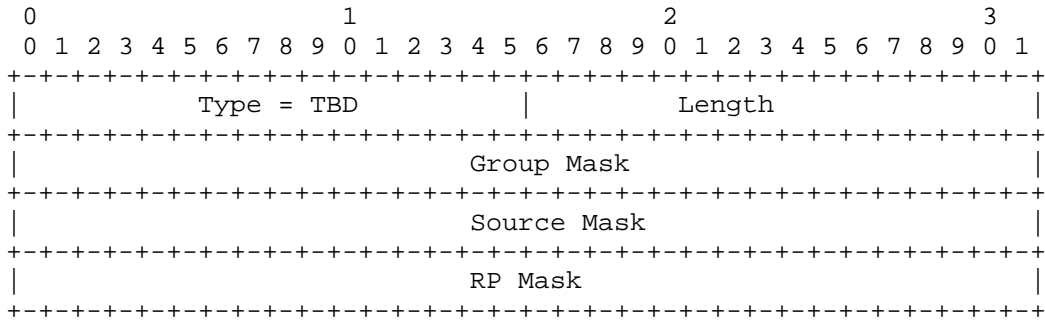 0                   1                   2                   3
 0 1 2 3 4 5 6 7 8 9 0 1 2 3 4 5 6 7 8 9 0 1 2 3 4 5 6 7 8 9 0 1
+-+-+-+-+-+-+-+-+-+-+-+-+-+-+-+-+-+-+-+-+-+-+-+-+-+-+-+-+-+-+-+-+
|           Type = TBD          |         Length                |
+-+-+-+-+-+-+-+-+-+-+-+-+-+-+-+-+-+-+-+-+-+-+-+-+-+-+-+-+-+-+-+-+
|                            Group Mask                         |
+-+-+-+-+-+-+-+-+-+-+-+-+-+-+-+-+-+-+-+-+-+-+-+-+-+-+-+-+-+-+-+-+
|                            Source Mask                        |
+-+-+-+-+-+-+-+-+-+-+-+-+-+-+-+-+-+-+-+-+-+-+-+-+-+-+-+-+-+-+-+-+
|                            RP Mask                            |
+-+-+-+-+-+-+-+-+-+-+-+-+-+-+-+-+-+-+-+-+-+-+-+-+-+-+-+-+-+-+-+-+